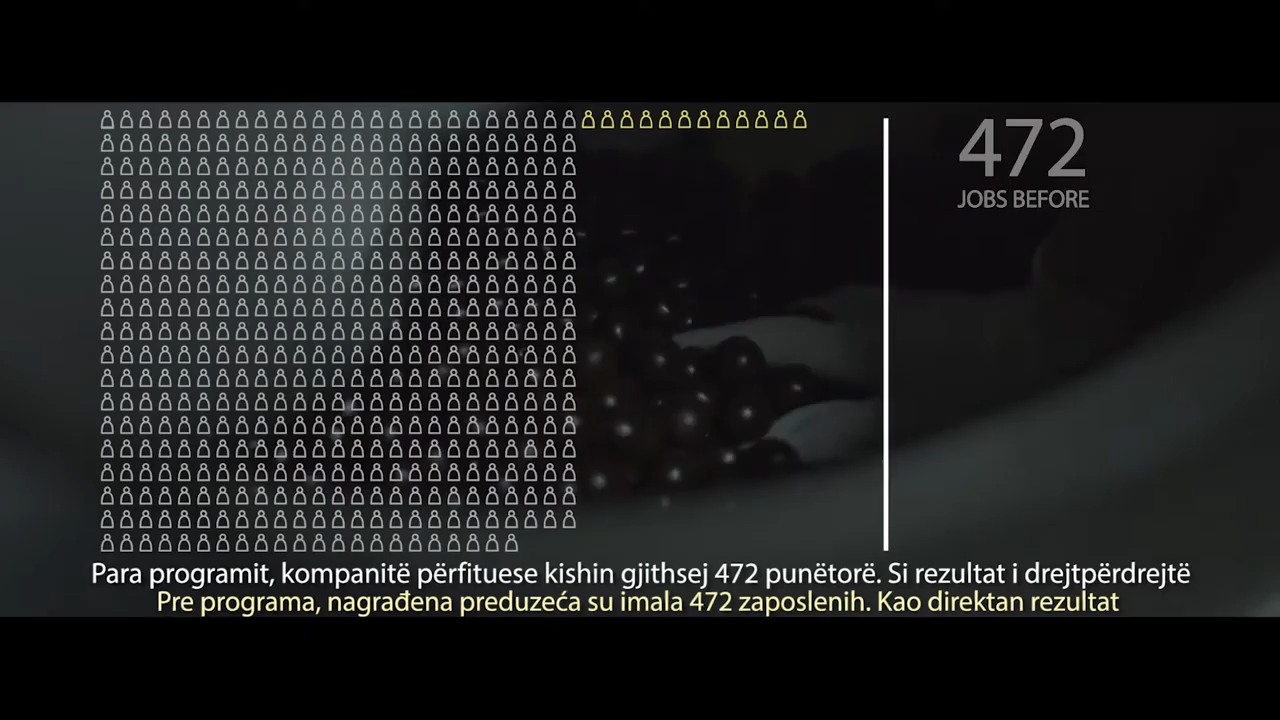 472
JOBS BEFORE
Para programit, kompanitë përfituese kishin gjithsej 472 punëtorë. Si rezultat i drejtpërdrejtë
Pre programa, nagrađena preduzeća su imala 472 zaposlenih. Kao direktan rezultat